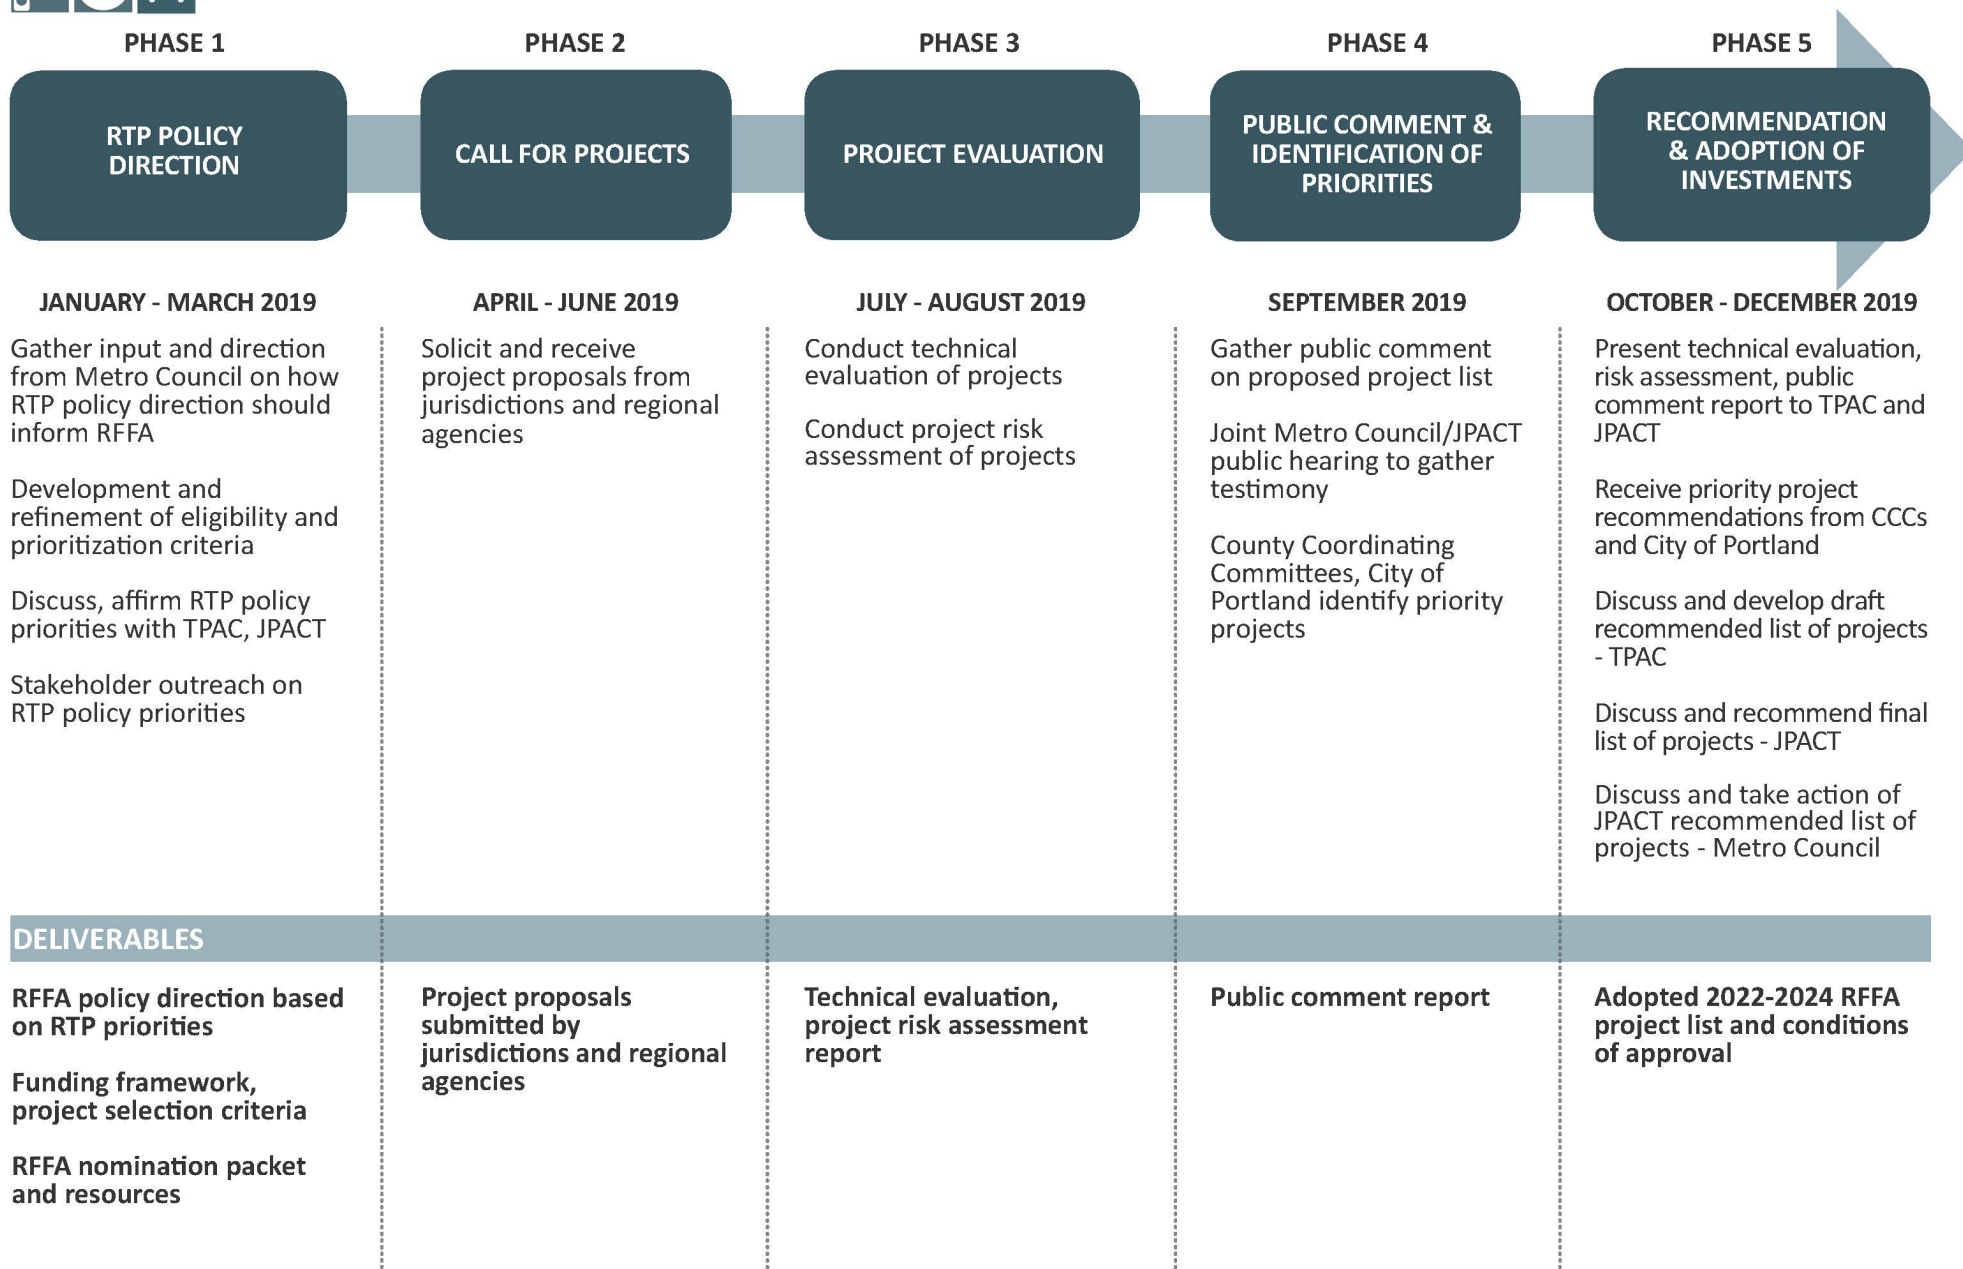 PHASE 1
RTP POLICY
DIRECTION
JANUARY - MARCH 2019
Gather input and direction
from Metro Council on how
RTP policy direction should
inform RFFA
Development and
refinement of eligibility and
prioritization criteria
Discuss, affirm RTP policy
priorities with TPAC, JPACT
Stakeholder outreach on
RTP policy priorities
PHASE 2
CALL FOR PROJECTS
APRIL - JUNE 2019
Solicit and receive
project proposals from
jurisdictions and regional
agencies
PHASE 3
PROJECT EVALUATION
JULY - AUGUST 2019
Conduct technical
evaluation of projects
Conduct project risk
assessment of projects
PHASE 4
PUBLIC COMMENT &
IDENTIFICATION OF
PRIORITIES
SEPTEMBER 2019
Gather public comment
on proposed project list
Joint Metro Council/JPACT
public hearing to gather
testimony
County Coordinating
Committees, City of
Portland identify priority
projects
PHASE 5
RECOMMENDATION
& ADOPTION OF
INVESTMENTS
OCTOBER - DECEMBER 2019
Present technical evaluation,
risk assessment, public
comment report to TPAC and
JPACT
Receive priority project
recommendations from CCCs
and City of Portland
Discuss and develop draft
recommended list of projects
- TPAC
Discuss and recommend final
list of projects - JPACT
Discuss and take action of
JPACT recommended list of
projects - Metro Council
DELIVERABLES
RFFA policy direction based
on RTP priorities
Funding framework,
project selection criteria
RFFA nomination packet
and resources
Project proposals
submitted by
jurisdictions and regional
agencies
Technical evaluation,
project risk assessment
report
Public comment report
Adopted 2022-2024 RFFA
project list and conditions
of approval